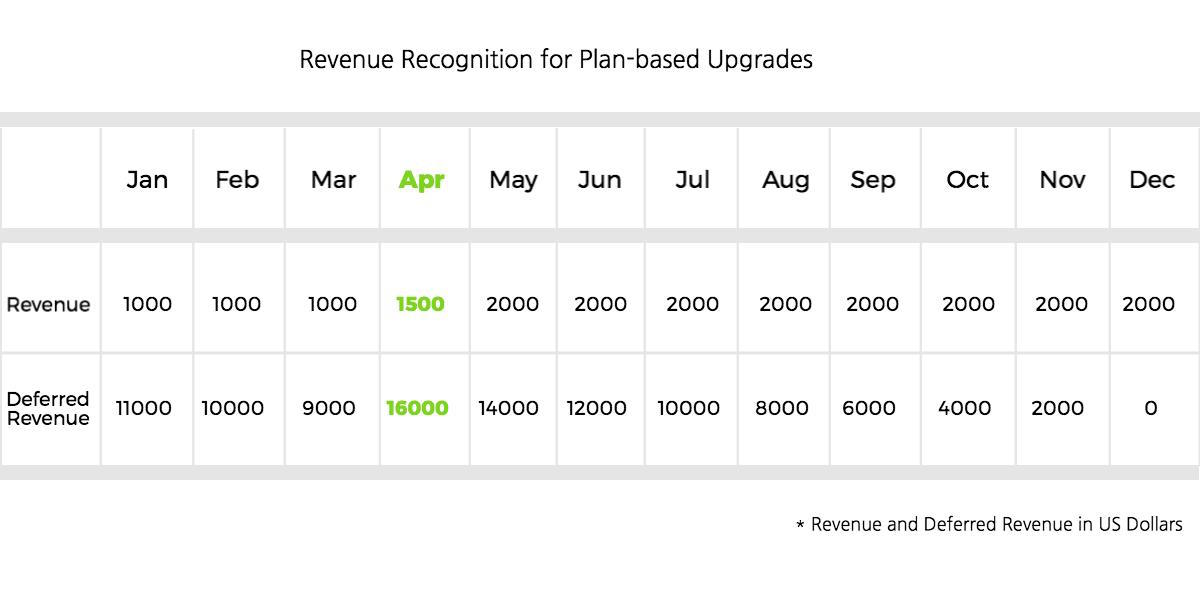 Revenue Recognition for Plan-based Upgrades
Jan Feb Mar Apr May Jun Jul Aug Sep Oct Nov Dec
Revenue 1000 1000 1000 1500 2000 2000 2000 2000 2000 2000 2000 2000
Deferred
Revenue 11000 10000 9000 16000 14000 12000 10000 8000 6000 4000 2000 0
* Revenue and Deferred Revenue in US Dollars